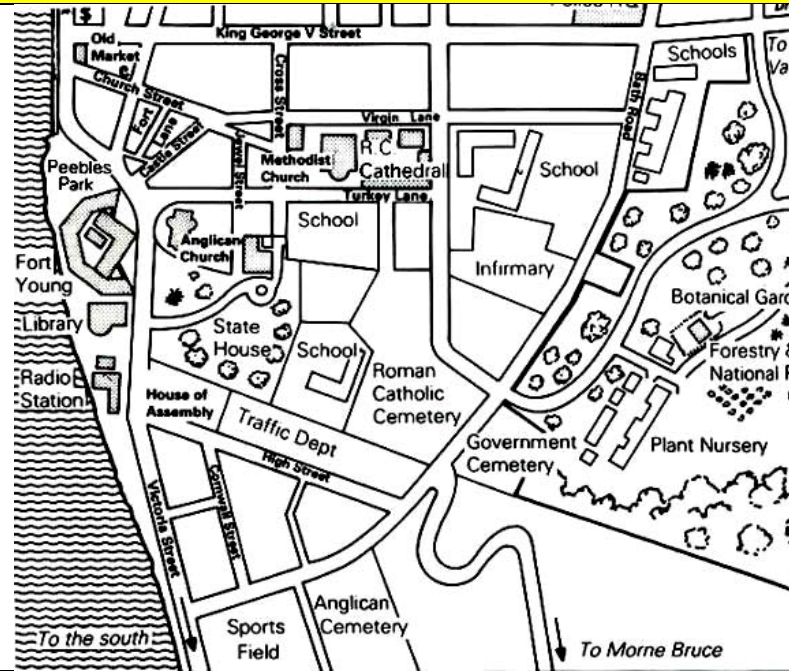 $
King George V Street
Old
Market
Church Street
Cross Street
Bath Road
Schools
To
Fort
Lane
Castle Street
Virgin Lane
Jewel Street
Methodist
Church
R C
Cathedral
School
Peebles
Park
Turkey Lane
School
Anglican
Church
Infirmary
Fort
Young
Botanical Gard
Library
State
House
School
Forestry &
National P
Radio
Station
House of
Assembly
Roman
Catholic
Cemetery
Traffic Dept
Government
Cemetery
Plant Nursery
High Street
Cornwall Street
Victoria Street
Anglican
Cemetery
To the south
Sports
Field
To Morne Bruce